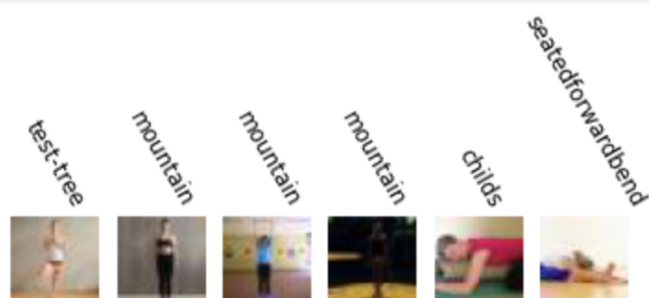 test-tree
mountain
mountain
mountain
childs
seatedforwardbend